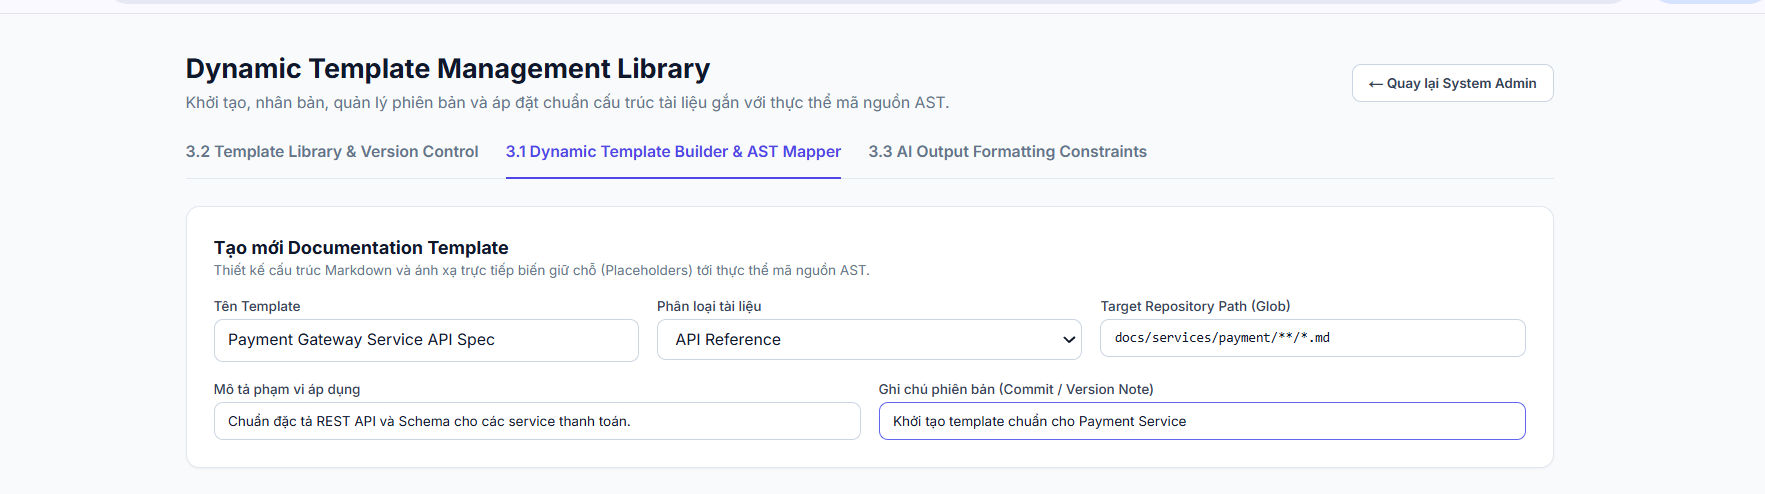 Dynamic Template Management Library
← Quay lại System Admin
Khởi tạo, nhân bản, quản lý phiên bản và áp đặt chuẩn cấu trúc tài liệu gắn với thực thể mã nguồn AST.
3.2 Template Library & Version Control
3.1 Dynamic Template Builder & AST Mapper
3.3 AI Output Formatting Constraints
Tạo mới Documentation Template
Thiết kế cấu trúc Markdown và ánh xạ trực tiếp biến giữ chỗ (Placeholders) tới thực thể mã nguồn AST.
Tên Template
Phân loại tài liệu
Target Repository Path (Glob)
Payment Gateway Service API Spec
API Reference
docs/services/payment/**/*.md
Mô tả phạm vi áp dụng
Ghi chú phiên bản (Commit / Version Note)
Chuẩn đặc tả REST API và Schema cho các service thanh toán.
Khởi tạo template chuẩn cho Payment Service